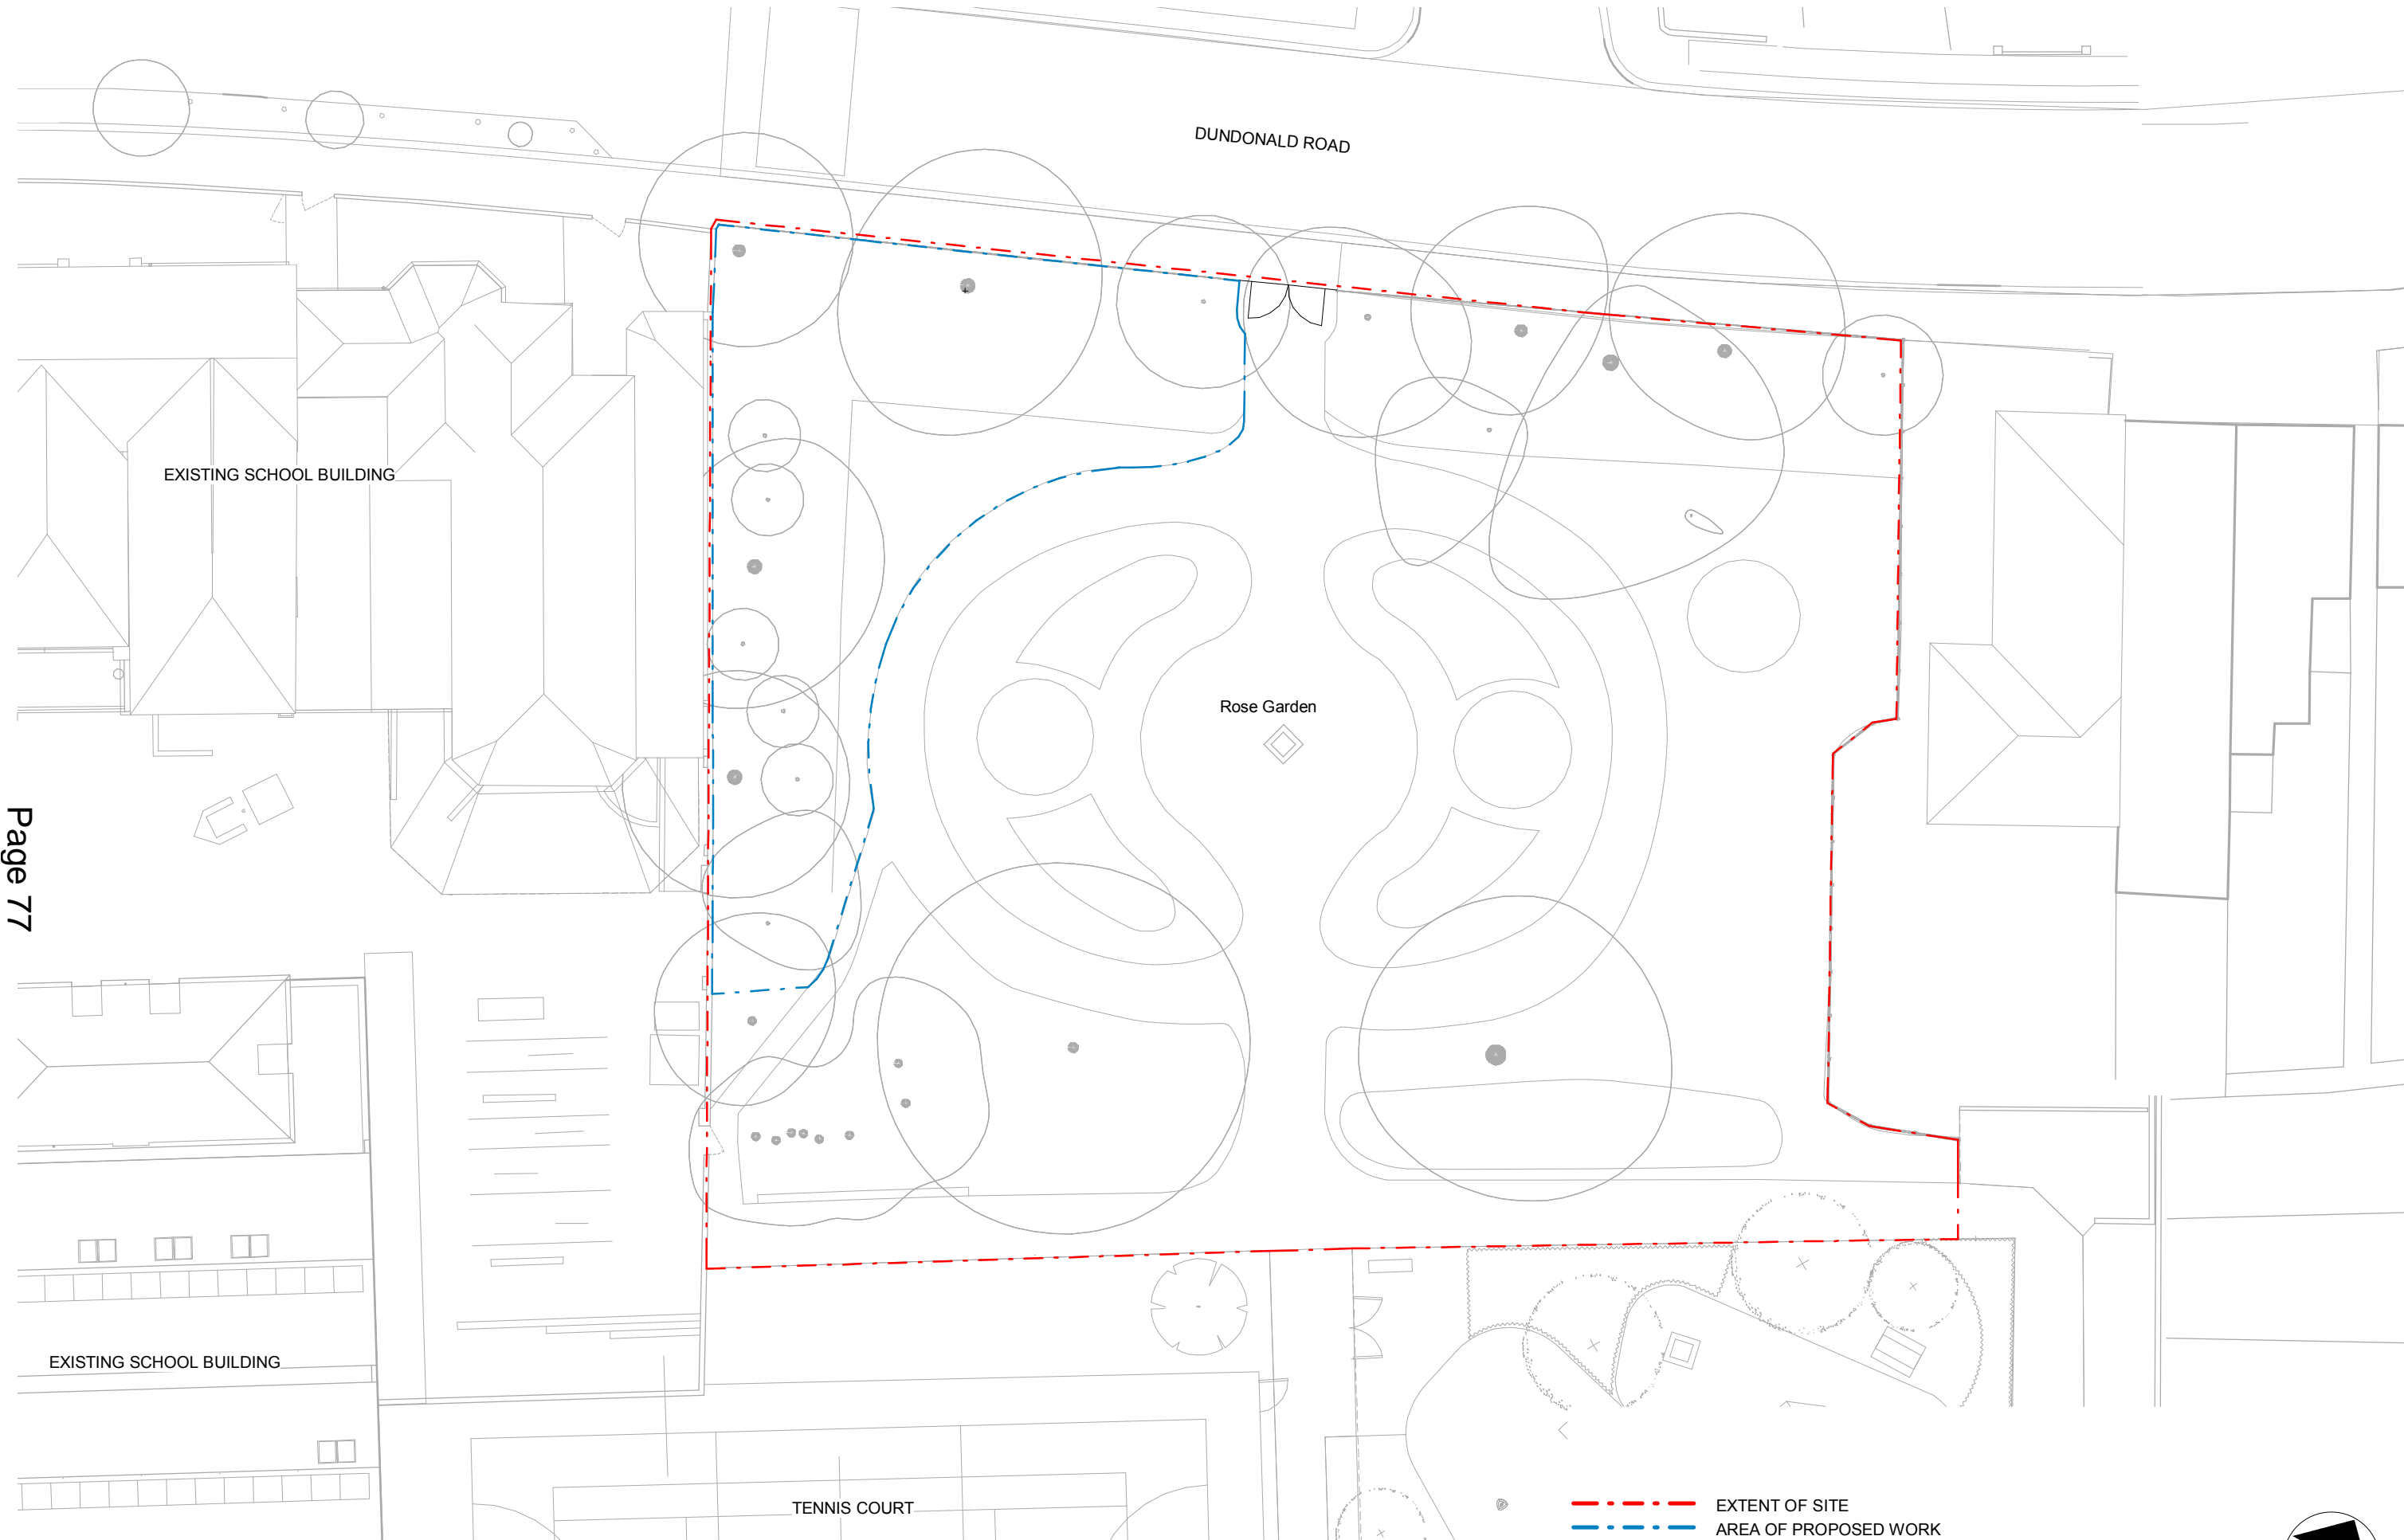 DUNDONALD ROAD
EXISTING SCHOOL BUILDING
Rose Garden
Page 77
EXISTING SCHOOL BUILDING
TENNIS COURT
EXTENT OF SITE
AREA OF PROPOSED WORK